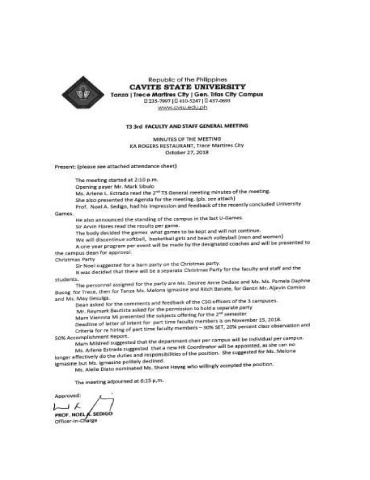 Republic of the Philippines
CAVITE STATE UNIVERSITY
Tanza | Trece Martires City | Gen. Trias City Campus
235-7997 | 410-5247 | 437-0693
www.cvsu.edu.ph
T3 3rd FACULTY AND STAFF GENERAL MEETING
MINUTES OF THE MEETING
KA ROGERS RESTAURANT, Trece Martires City
October 27, 2018
Present: (please see attached attendance sheet)
The meeting started at 2:10 p.m.
Opening payer Mr. Mark Sibulo
Ms. Arlene L. Estrada read the 2nd T3 General meeting minutes of the meeting.
She also presented the Agenda for the meeting. (pls. see attach)
Prof. Noel A. Sedigo, had his impression and feedback of the recently concluded University
Games.
He also announced the standing of the campus in the last U-Games.
Sir Arvin Flores read the results per game.
The body decided the games what games to be kept and will not continue.
We will discontinue softball, basketball girls and beach volleyball (men and women)
A one year program per event will be made by the designated coaches and will be presented to
the campus dean for approval.
Christmas Party
Sir Noel suggested for a barn party on the Christmas party.
It was decided that there will be a separate Christmas Party for the faculty and staff and the
students.
The personnel assigned for the party are Ms. Desiree Anne Dedase and Ms. Pamela Daphne
for Trece, then for Tanza Ms. Melona Ignasine and Ritch Banate, for Gentri Mr. Aljevin Camiso
and Ms. May Desuliga.
Dean asked for the comments and feedback of the CSG officers of the 3 campuses.
Mr. Reymark Bautista asked for the permission to hold a separate party.
Mam Vienna Mi presented the subjects offering for the 2nd semester
Deadline of letter of intent for part time faculty members is on November 15, 2018.
Criteria for re hiring of part time faculty members – 30% SET, 20% percent class observation and
50% Accomplishment Report.
Mam Mildred suggested that the department chair per campus will be individual per campus.
Ms. Arlene Estrada suggested that a new HR Coordinator will be appointed, as she can no
longer effectively do the duties and responsibilities of the position. She suggested for Ms. Melona
Ignasine but Ms. Ignasine politely declined.
Ms. Alelie Diato nominated Ms. Shane Hayag who willingly accepted the position.
The meeting adjourned at 6:15 p.m.
Approved:
PROF. NOEL A. SEDIGO
Officer-in-Charge